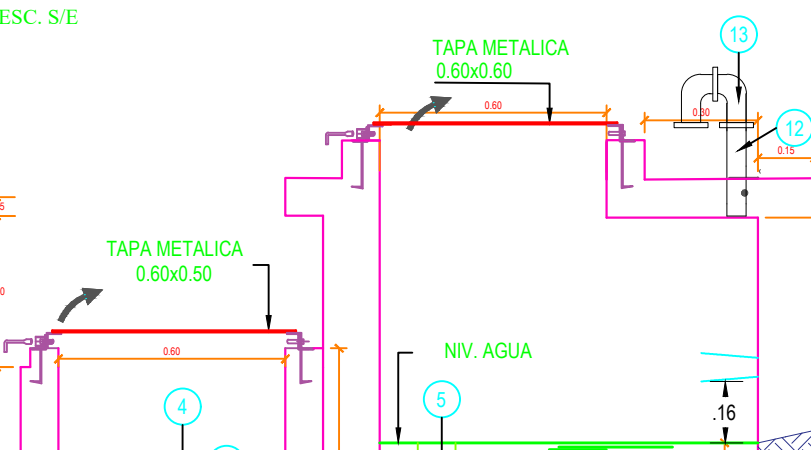 ESC. S/E
TAPA METALICA
0.60x0.60
13
0.60
0.30
12
0.15
TAPA METALICA
0.60x0.50
0.60
NIV. AGUA
4
5
.16